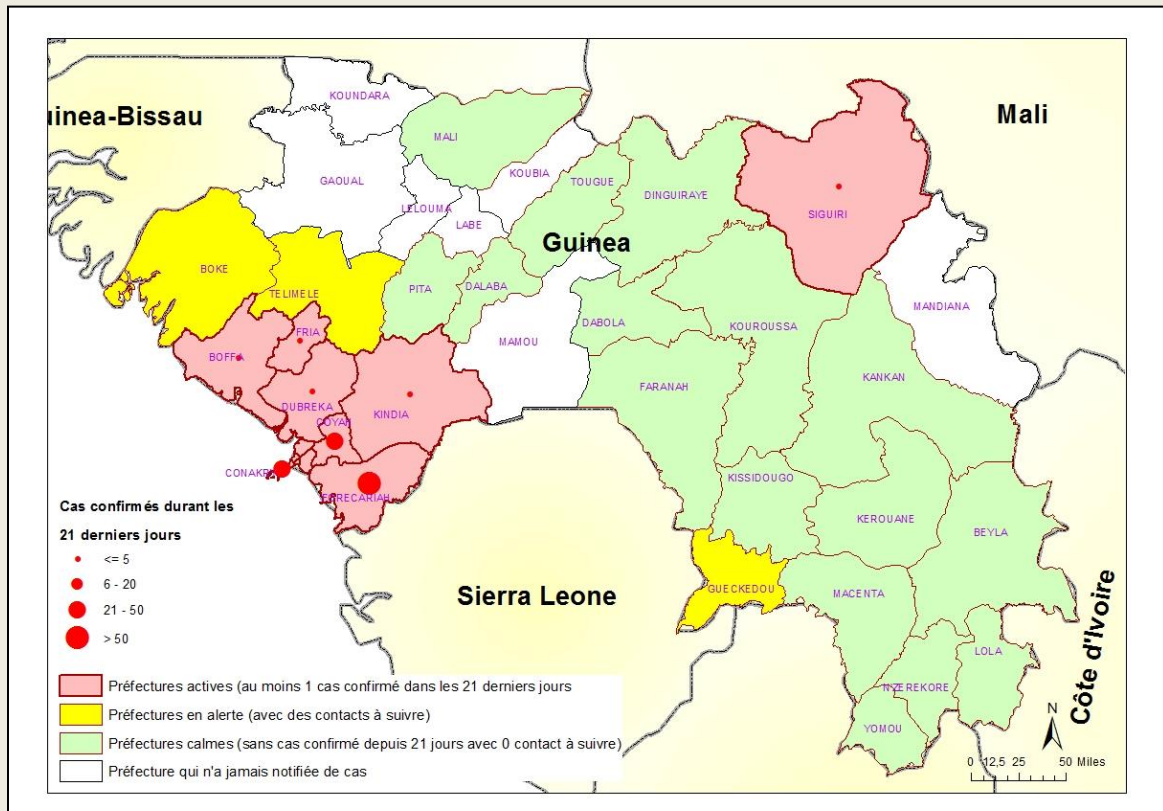 KOUNDARA
uinea-Bissau
Mali
MALI
KOUBIA
GAOUAL
TOUGUE
DINGUIRAYE
LELOUMA
SIGUIRI
LABE
Guinea
BOKE
TELIMELE
PITA
DALABA
MANDIANA
DABOLA
KOUROUSSA
FRIA
BOFFA
MAMOU
KANKAN
FARANAH
DUBREKA
KINDIA
COYAH
CONAKR
KISSIDOUGO
KEROUANE
BEYLA
Cas confirmés durant les
21 derniers jours
<= 5
6 - 20
21 - 50
> 50
Sierra Leone
GUECKEDOU
MACENTA
LOLA
NZEREKORE
YOMOU
Côte d'Ivoire
Préfectures actives (au moins 1 cas confirmé dans les 21 derniers jours
Préfectures en alerte (avec des contacts à suivre)
Préfectures calmes (sans cas confirmé depuis 21 jours avec 0 contact à suivre)
Préfecture qui n'a jamais notifiée de cas
N
0 12,5 25 50 Miles